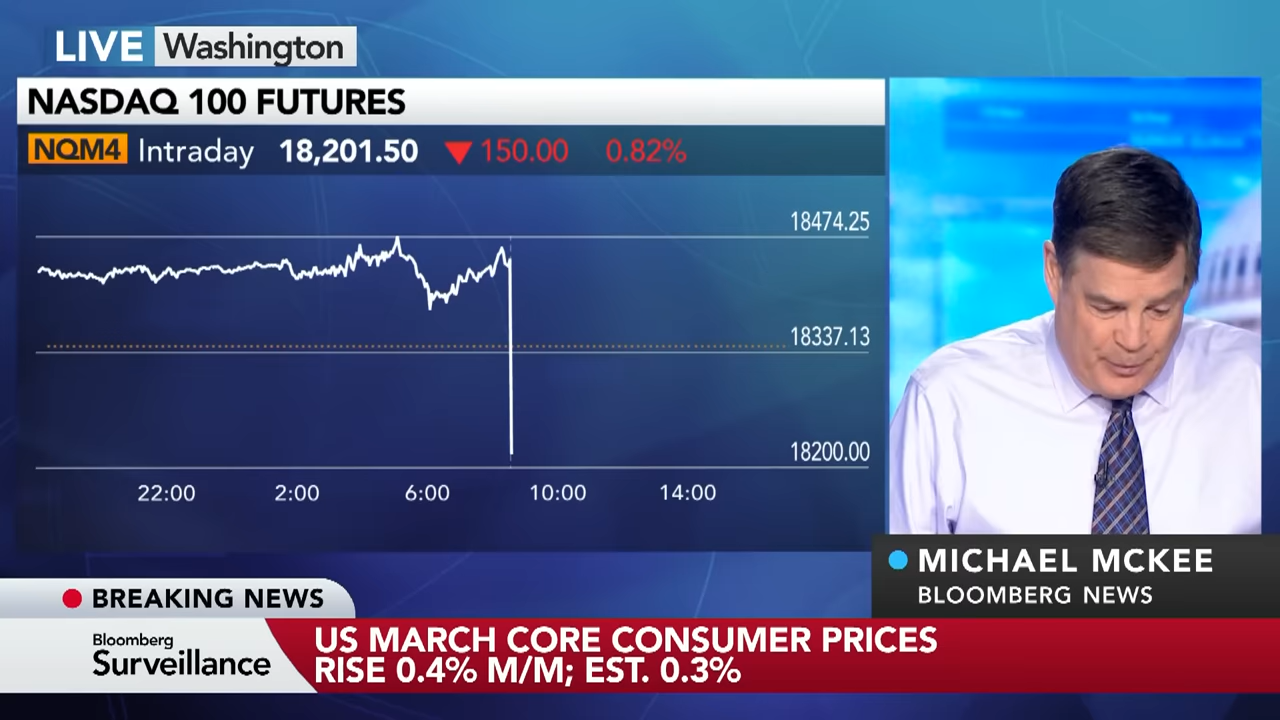 LIVE Washington
NASDAQ 100 FUTURES
NQM4 Intraday 18,201.50 ▼ 150.00 0.82%
18474.25
18337.13
18200.00
22:00 2:00 6:00 10:00 14:00
MICHAEL MCKEE
BLOOMBERG NEWS
BREAKING NEWS
Bloomberg
Surveillance
US MARCH CORE CONSUMER PRICES
RISE 0.4% M/M; EST. 0.3%